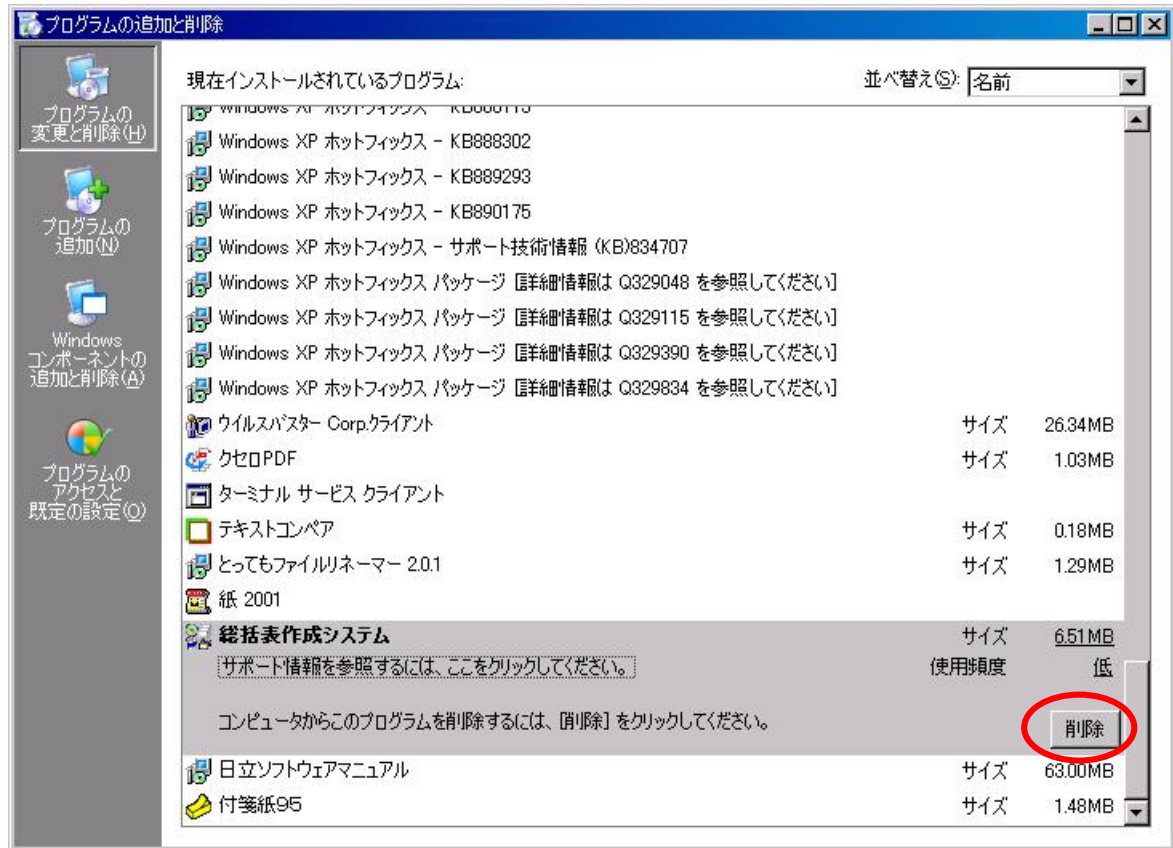 プログラムの追加と削除
プログラムの
変更と削除(H)
プログラムの
追加(N)
Windows
コンポーネントの
追加と削除(A)
プログラムの
アクセスと
既定の設定(O)
現在インストールされているプログラム:
並べ替え(S): 名前
Windows XP ホットフィックス
Windows XP ホットフィックス - KB888302
Windows XP ホットフィックス - KB889293
Windows XP ホットフィックス - KB890175
Windows XP ホットフィックス - サポート技術情報 (KB)834707
Windows XP ホットフィックス パッケージ [詳細情報は Q329048 を参照してください]
Windows XP ホットフィックス パッケージ [詳細情報は Q329115 を参照してください]
Windows XP ホットフィックス パッケージ [詳細情報は Q329390 を参照してください]
Windows XP ホットフィックス パッケージ [詳細情報は Q329834 を参照してください]
ウイルスバスター Corp.クライアント サイズ 26.34MB
クセロPDF サイズ 1.03MB
ターミナル サービス クライアント
テキストコンペア サイズ 0.18MB
とってもファイルリネーマー 2.0.1 サイズ 1.29MB
紙 2001
総括表作成システム サイズ 6.51MB
サポート情報を参照するには、ここをクリックしてください。 使用頻度 低
コンピュータからこのプログラムを削除するには、[削除] をクリックしてください。 削除
日立ソフトウェアマニュアル サイズ 63.00MB
付箋紙95 サイズ 1.48MB